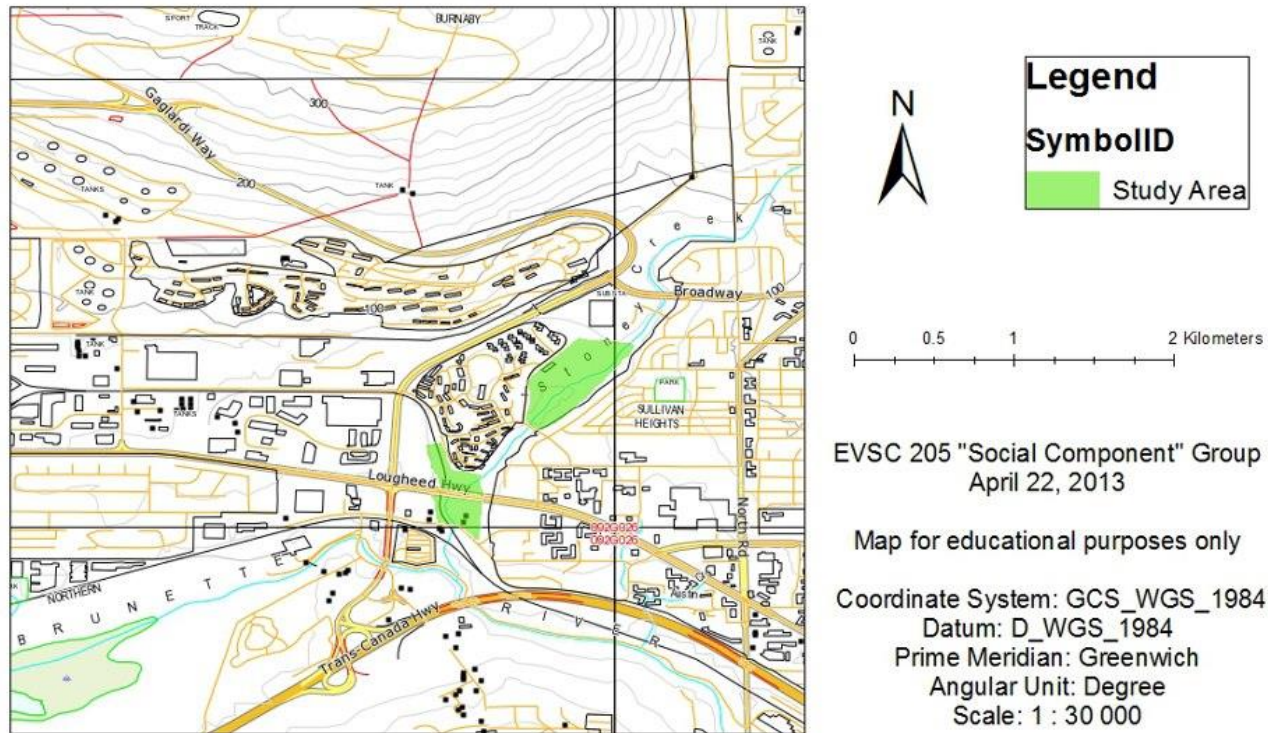 SPORT
TRACK
BURNABY
TANK
Gaglardi Way
300
200
TANKS
TANK
Stoney Creek
TANK
SUBSTA
Broadway
100
100
TANK
TANKS
PARK
SULLIVAN
HEIGHTS
Lougheed Hwy
North Rd
092G026
092G026
NORTHERN
BRUNETTE
RIVER
Austin
Trans-Canada Hwy
N
Legend
SymbolID
Study Area
0 0.5 1 2 Kilometers
EVSC 205 "Social Component" Group
April 22, 2013
Map for educational purposes only
Coordinate System: GCS_WGS_1984
Datum: D_WGS_1984
Prime Meridian: Greenwich
Angular Unit: Degree
Scale: 1 : 30 000